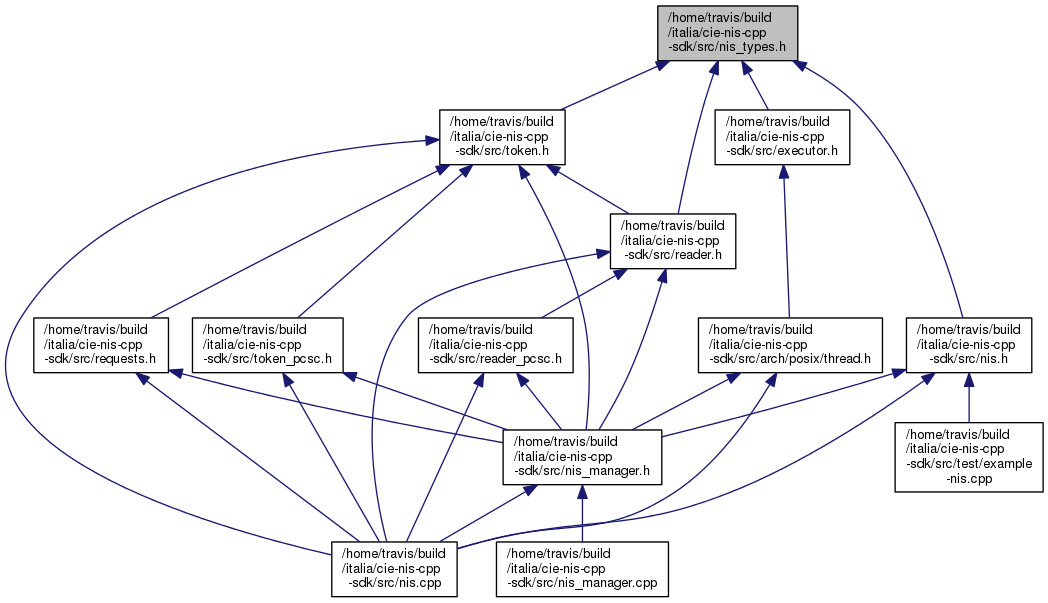 /home/travis/build
/italia/cie-nis-cpp
-sdk/src/nis_types.h
/home/travis/build
/italia/cie-nis-cpp
-sdk/src/token.h
/home/travis/build
/italia/cie-nis-cpp
-sdk/src/executor.h
/home/travis/build
/italia/cie-nis-cpp
-sdk/src/reader.h
/home/travis/build
/italia/cie-nis-cpp
-sdk/src/requests.h
/home/travis/build
/italia/cie-nis-cpp
-sdk/src/token_pcsc.h
/home/travis/build
/italia/cie-nis-cpp
-sdk/src/reader_pcsc.h
/home/travis/build
/italia/cie-nis-cpp
-sdk/src/arch/posix/thread.h
/home/travis/build
/italia/cie-nis-cpp
-sdk/src/nis.h
/home/travis/build
/italia/cie-nis-cpp
-sdk/src/nis_manager.h
/home/travis/build
/italia/cie-nis-cpp
-sdk/src/test/example
-nis.cpp
/home/travis/build
/italia/cie-nis-cpp
-sdk/src/nis.cpp
/home/travis/build
/italia/cie-nis-cpp
-sdk/src/nis_manager.cpp